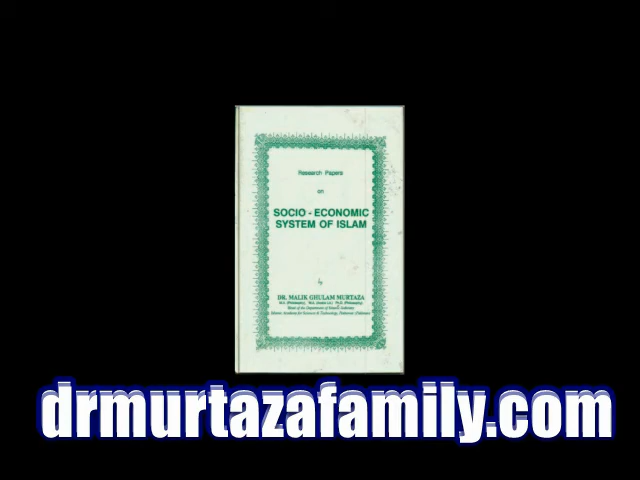 Research Papers
on
SOCIO - ECONOMIC
SYSTEM OF ISLAM
by
DR. MALIK GHULAM MURTAZA
drmurtazafamily.com